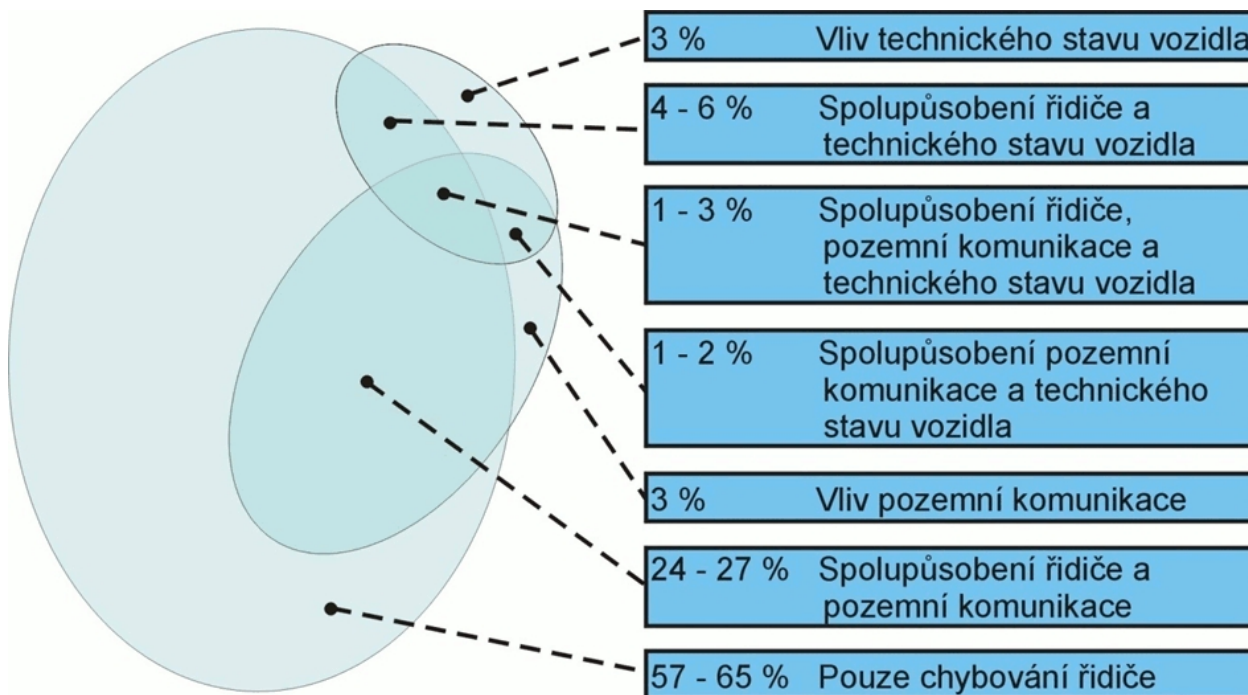 3 % Vliv technického stavu vozidla
4 - 6 % Spolupůsobení řidiče a
technického stavu vozidla
1 - 3 % Spolupůsobení řidiče,
pozemní komunikace a
technického stavu vozidla
1 - 2 % Spolupůsobení pozemní
komunikace a technického
stavu vozidla
3 % Vliv pozemní komunikace
24 - 27 % Spolupůsobení řidiče a
pozemní komunikace
57 - 65 % Pouze chybování řidiče